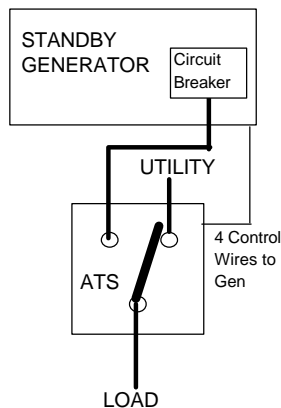 STANDBY
GENERATOR
Circuit
Breaker
UTILITY
ATS
4 Control
Wires to
Gen
LOAD